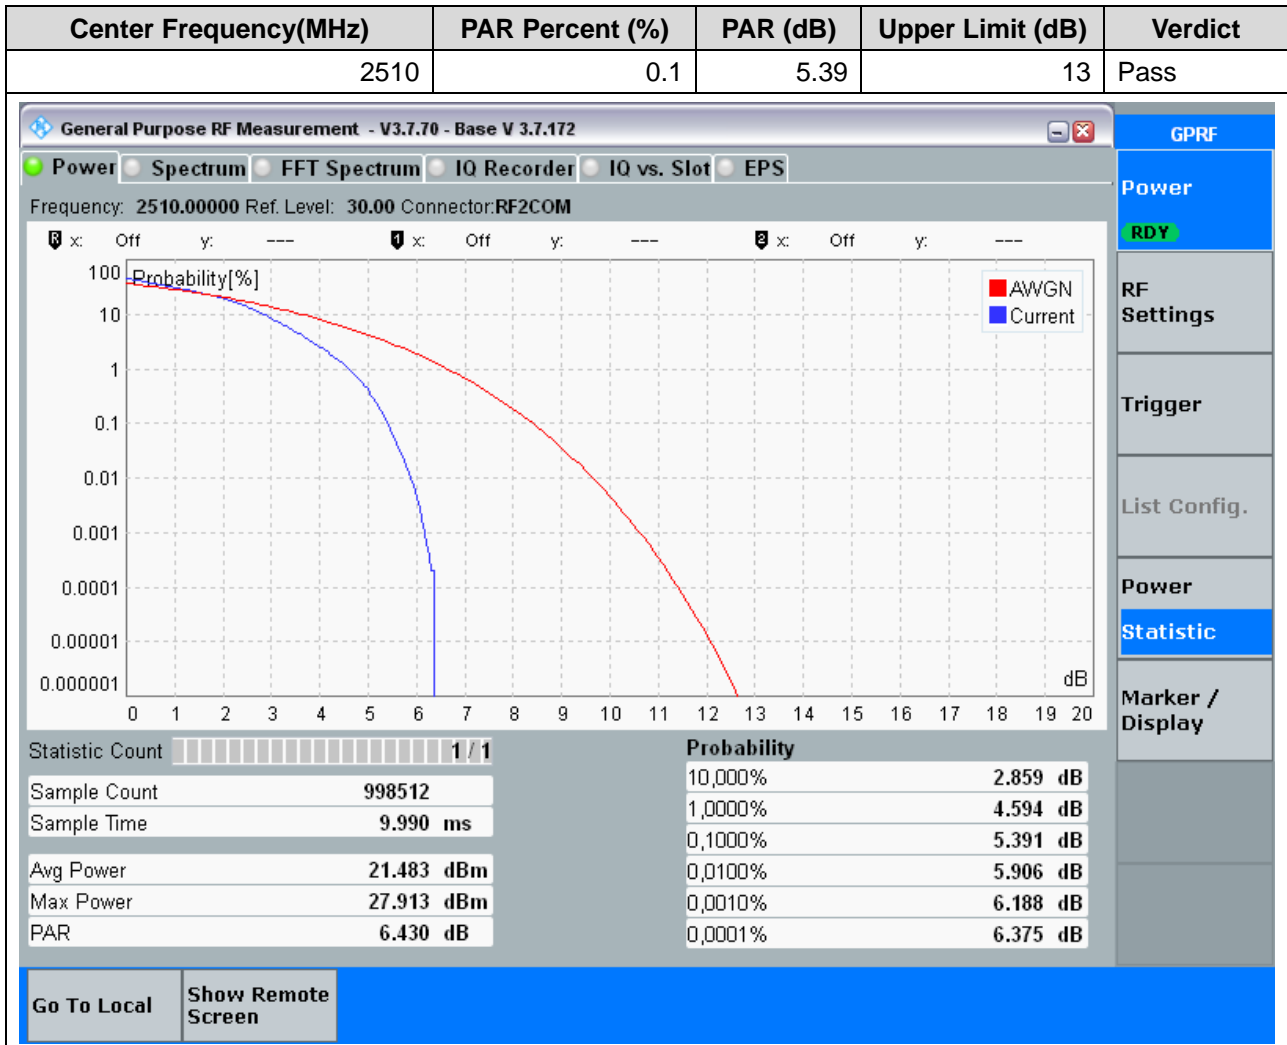 Center Frequency(MHz) PAR Percent (%) PAR (dB) Upper Limit (dB) Verdict
2510 0.1 5.39 13 Pass
General Purpose RF Measurement - V3.7.70 - Base V 3.7.172
GPRF
Power Spectrum FFT Spectrum IQ Recorder IQ vs. Slot EPS
Frequency: 2510.00000 Ref. Level: 30.00 Connector:RF2COM
R x: Off y: --- 1 x: Off y: --- 2 x: Off y: ---
Probability[%]
100
10
1
0.1
0.01
0.001
0.0001
0.00001
0.000001
AWGN
Current
dB
0 1 2 3 4 5 6 7 8 9 10 11 12 13 14 15 16 17 18 19 20
Statistic Count 1 / 1
Sample Count 998512
Sample Time 9.990 ms
Avg Power 21.483 dBm
Max Power 27.913 dBm
PAR 6.430 dB
Probability
10,000% 2.859 dB
1,0000% 4.594 dB
0,1000% 5.391 dB
0,0100% 5.906 dB
0,0010% 6.188 dB
0,0001% 6.375 dB
Power
RDY
RF
Settings
Trigger
List Config.
Power
Statistic
Marker /
Display
Go To Local
Show Remote
Screen